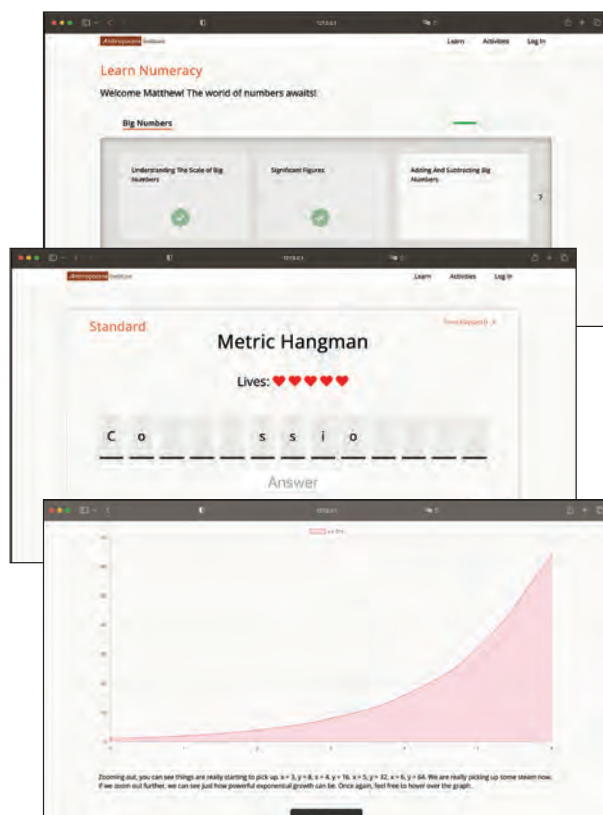 Anthropocene Institute
Learn Activities Log In
Learn Numeracy
Welcome Matthew! The world of numbers awaits!
Big Numbers
Understanding The Scale of Big Numbers
Significant Figures
Adding And Subtracting Big Numbers
Anthropocene Institute
Learn Activities Log In
Standard
Metric Hangman
Lives:
C o s s i o
Answer
Zooming out, you can see things are really starting to pick up. x = 3, y = 8, x = 4, y = 16, x = 5, y = 32, x = 6, y = 64. We are really picking up some steam now.
If we zoom out further, we can see just how powerful exponential growth can be. Once again, feel free to hover over the graph.